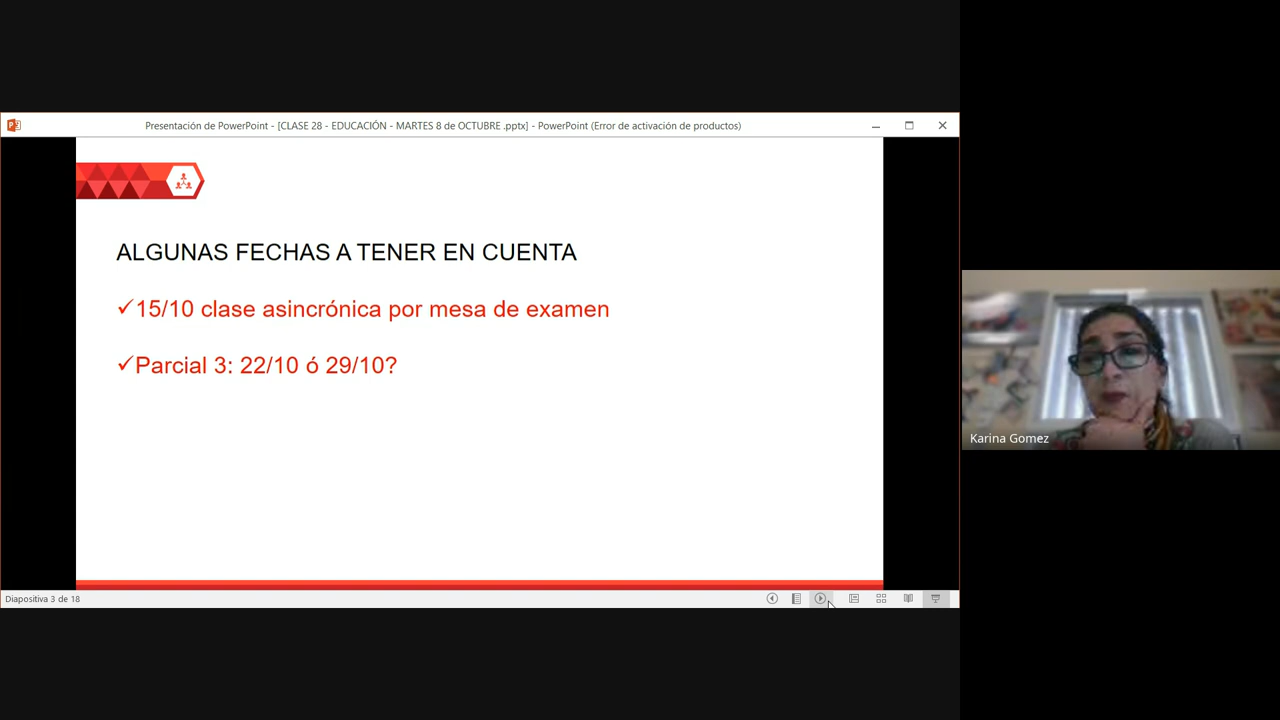 Presentación de PowerPoint - [CLASE 28 - EDUCACIÓN - MARTES 8 de OCTUBRE .pptx] - PowerPoint (Error de activación de productos)
ALGUNAS FECHAS A TENER EN CUENTA
✓15/10 clase asincrónica por mesa de examen
✓Parcial 3: 22/10 ó 29/10?
Karina Gomez
Diapositiva 3 de 18